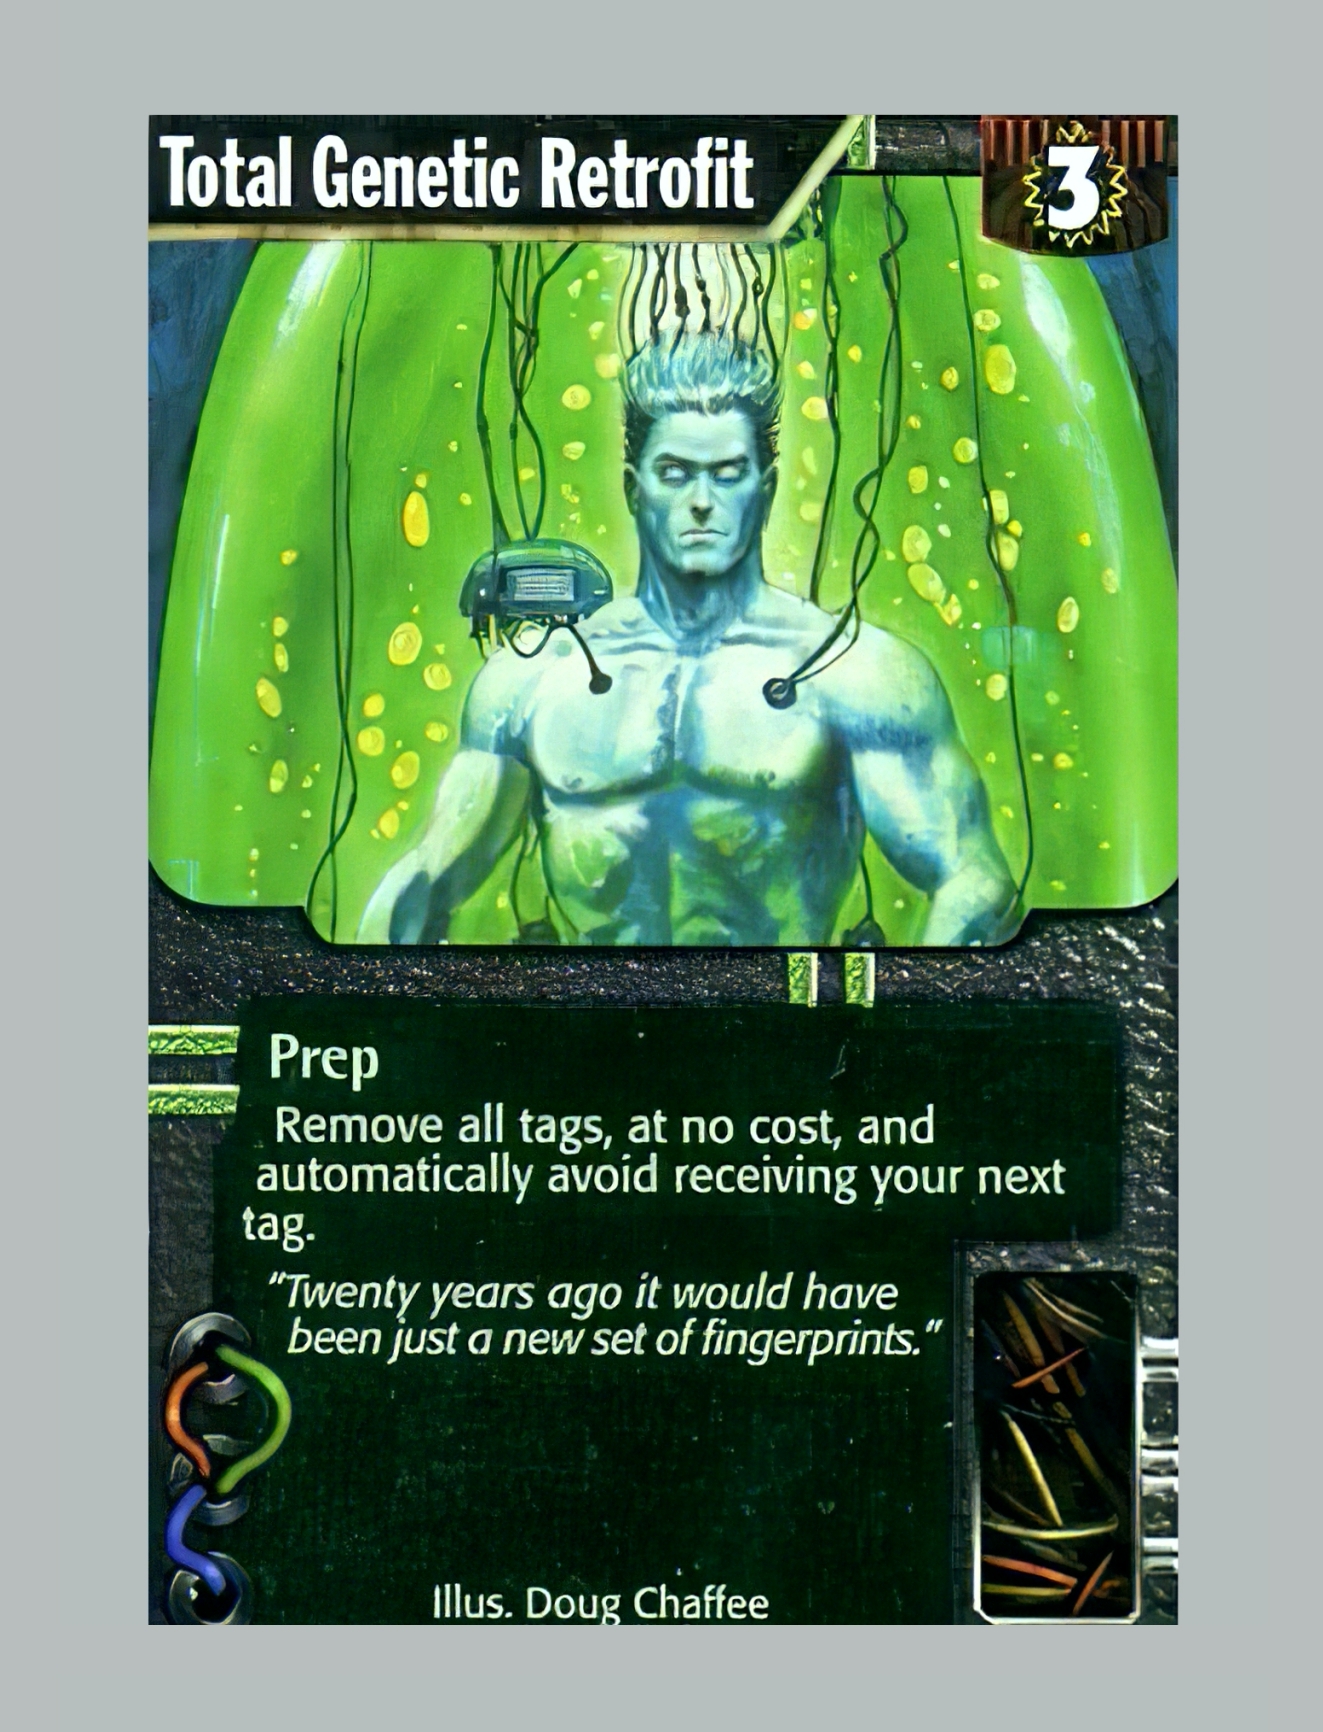 Total Genetic Retrofit
3
Prep
Remove all tags, at no cost, and
automatically avoid receiving your next
tag.
"Twenty years ago it would have
been just a new set of fingerprints."
Illus. Doug Chaffee